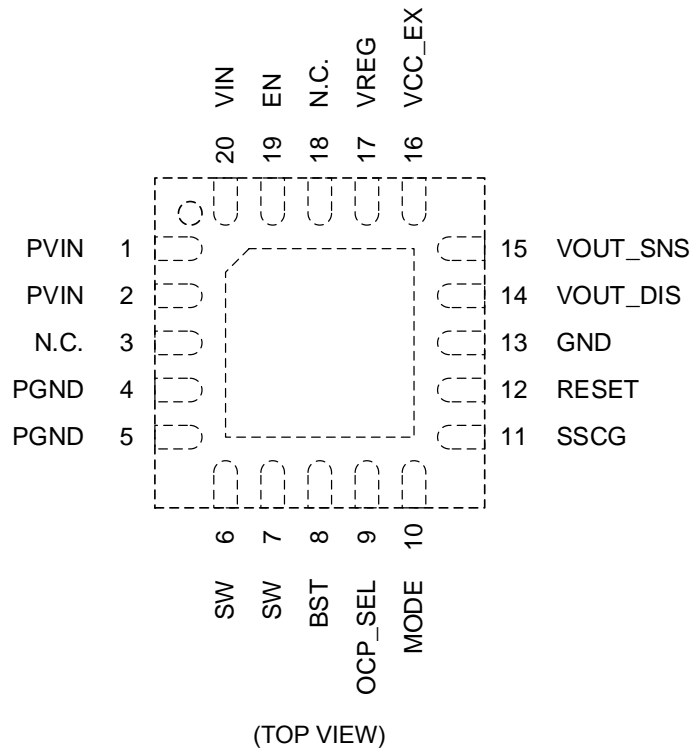 VIN
EN
N.C.
VREG
VCC_EX
20
19
18
17
16
PVIN 1
PVIN 2
N.C. 3
PGND 4
PGND 5
15 VOUT_SNS
14 VOUT_DIS
13 GND
12 RESET
11 SSCG
6
7
8
9
10
SW
SW
BST
OCP_SEL
MODE
(TOP VIEW)